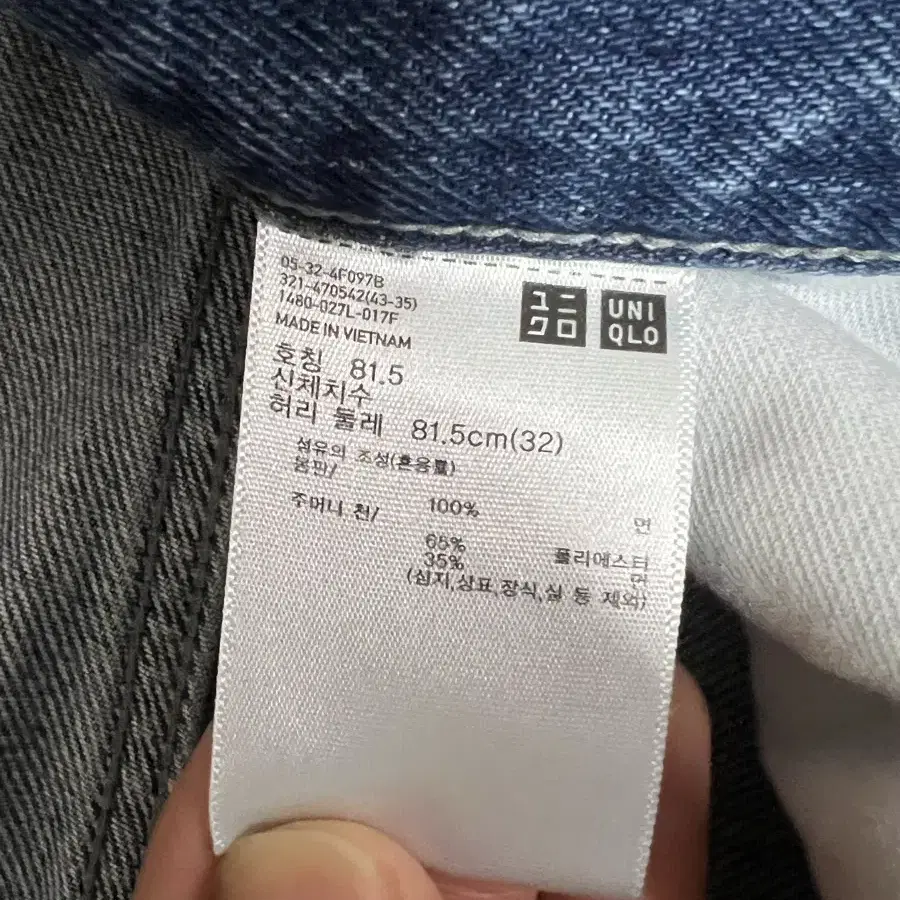 05-32-4F097B
321-470542(43-35)
1480-027L-017F
MADE IN VIETNAM
ユニ
クロ
UNI
QLO
호칭 81.5
신체치수
허리 둘레 81.5cm(32)
섬유의 조성(혼용률)
봄판/
100% 면
주머니 천/
65% 폴리에스터
35% 면
(심지,상표,장식,실 등 제외)